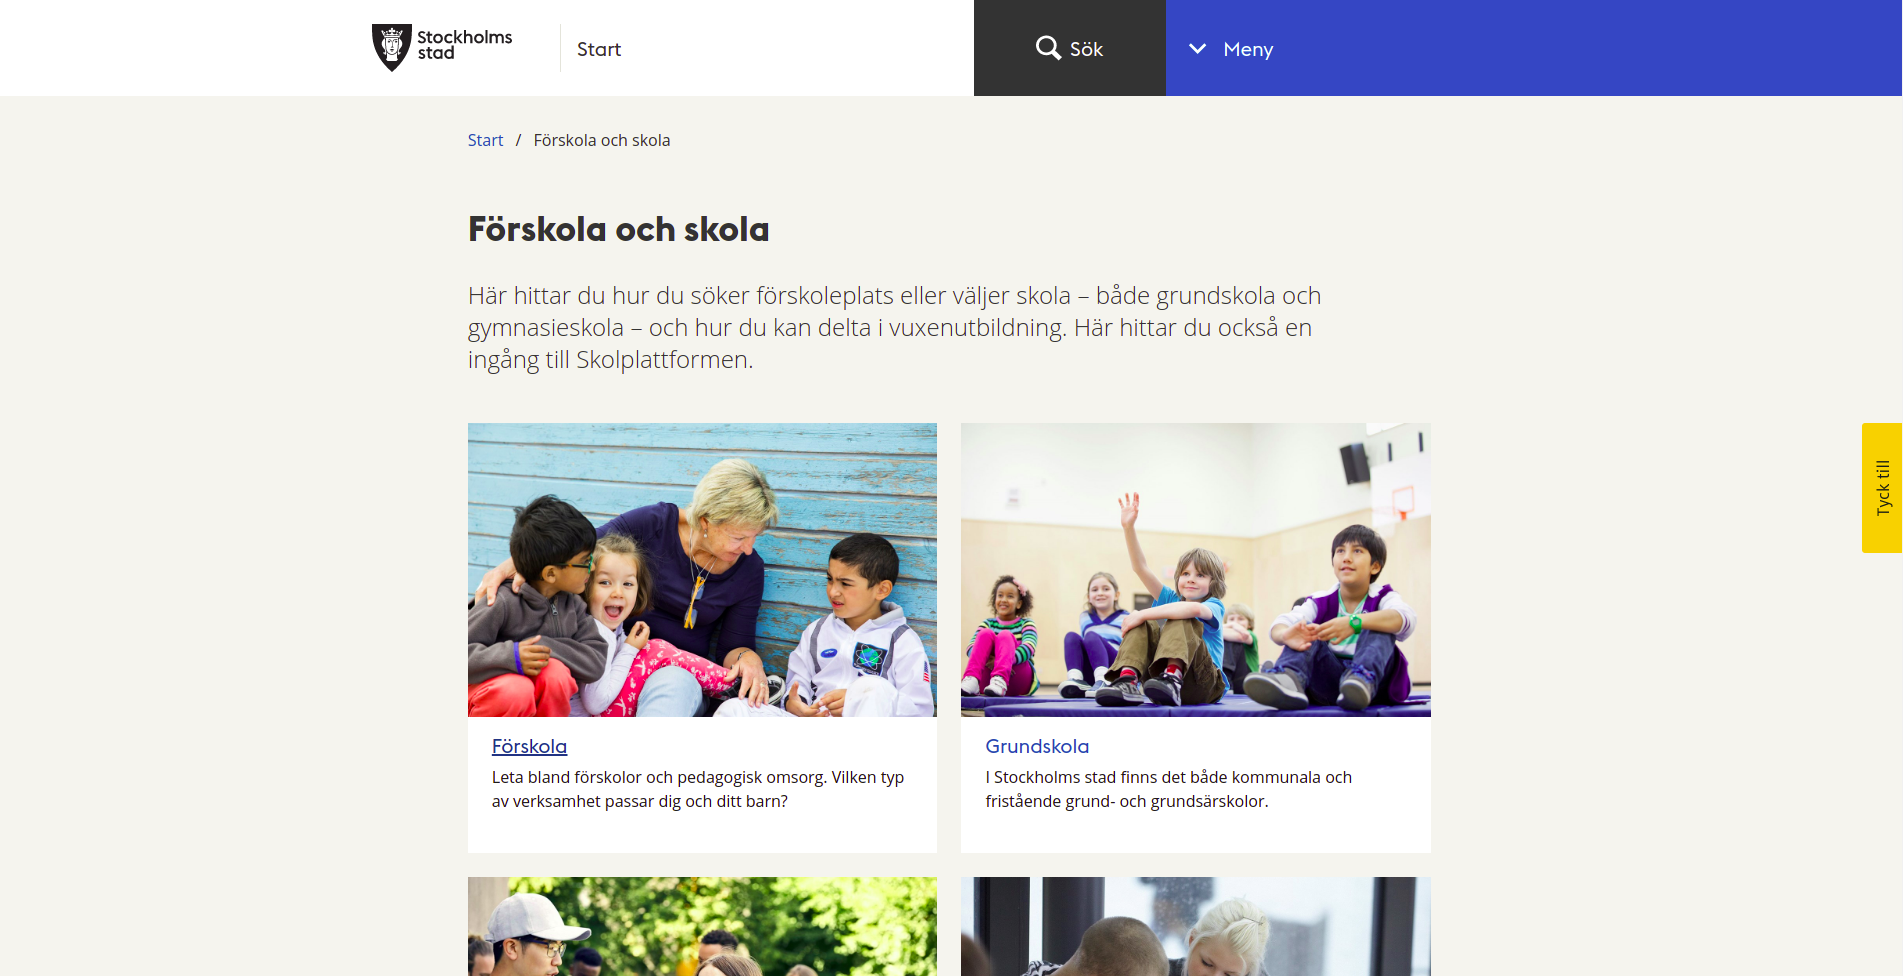 Stockholms
stad
Start
Sök
Meny
Start / Förskola och skola
Förskola och skola
Här hittar du hur du söker förskoleplats eller väljer skola – både grundskola och
gymnasieskola – och hur du kan delta i vuxenutbildning. Här hittar du också en
ingång till Skolplattformen.
Tyck till
Förskola
Leta bland förskolor och pedagogisk omsorg. Vilken typ
av verksamhet passar dig och ditt barn?
Grundskola
I Stockholms stad finns det både kommunala och
fristående grund- och grundsärskolor.